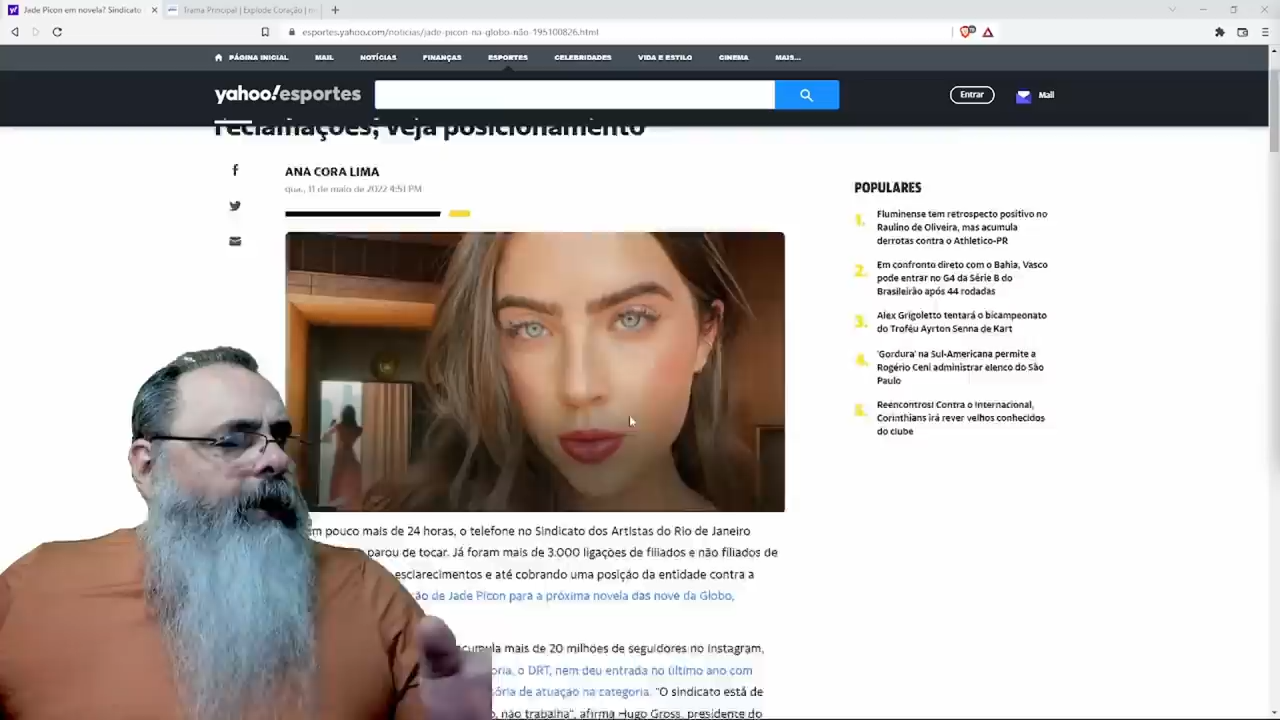 Jade Picon em novela? Sindicato
Trama Principal | Explode Coração |
esportes.yahoo.com/noticias/jade-picon-na-globo-não-195100826.html
PÁGINA INICIAL MAIL NOTÍCIAS FINANÇAS ESPORTES CELEBRIDADES VIDA E ESTILO CINEMA MAIS...
yahoo!esportes
Entrar
Mail
reclamações; veja posicionamento
ANA CORA LIMA
qua., 11 de maio de 2022 4:51 PM
POPULARES
1. Fluminense tem retrospecto positivo no
Raulino de Oliveira, mas acumula
derrotas contra o Athletico-PR
2. Em confronto direto com o Bahia, Vasco
pode entrar no G4 da Série B do
Brasileirão após 44 rodadas
3. Alex Grigoletto tentará o bicampeonato
do Troféu Ayrton Senna de Kart
4. 'Gordura' na Sul-Americana permite a
Rogério Ceni administrar elenco do São
Paulo
5. Reencontros! Contra o Internacional,
Corinthians irá rever velhos conhecidos
do clube
m pouco mais de 24 horas, o telefone no Sindicato dos Artistas do Rio de Janeiro
parou de tocar. Já foram mais de 3.000 ligações de filiados e não filiados de
esclarecimentos e até cobrando uma posição da entidade contra a
ão de Jade Picon para a próxima novela das nove da Globo,
cumula mais de 20 milhões de seguidores no Instagram,
oria, o DRT, nem deu entrada no último ano com
ória de atuação na categoria. "O sindicato está de
, não trabalha", afirma Hugo Gross, presidente do